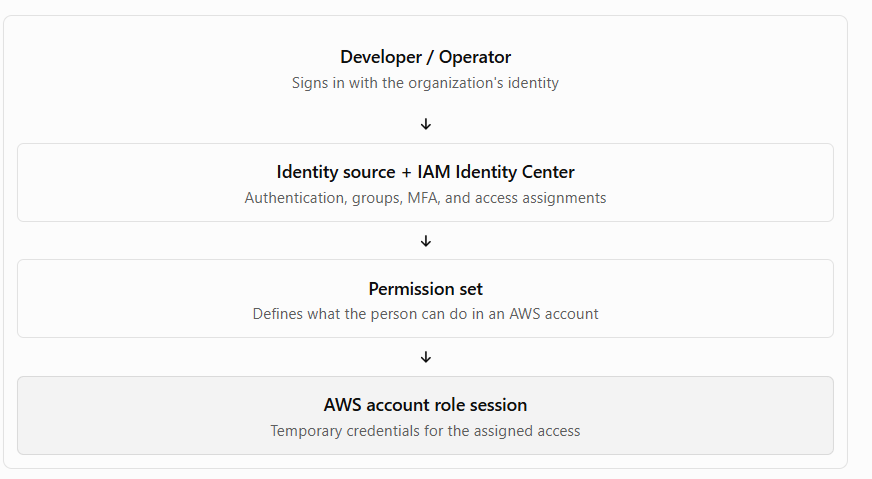 Developer / Operator
Signs in with the organization's identity
↓
Identity source + IAM Identity Center
Authentication, groups, MFA, and access assignments
↓
Permission set
Defines what the person can do in an AWS account
↓
AWS account role session
Temporary credentials for the assigned access